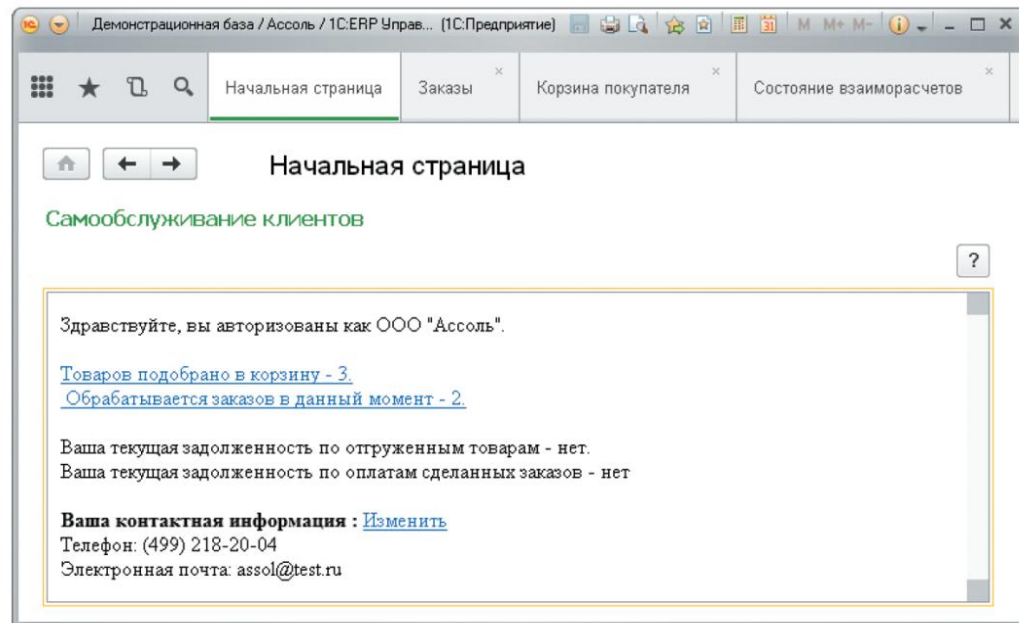 Демонстрационная база / Ассоль / 1С:ERP Управ... (1С:Предприятие) M M+ M-
Начальная страница Заказы Корзина покупателя Состояние взаиморасчетов
Начальная страница
Самообслуживание клиентов
?
Здравствуйте, вы авторизованы как ООО "Ассоль".
Товаров подобрано в корзину - 3.
Обрабатывается заказов в данный момент - 2.
Ваша текущая задолженность по отгруженным товарам - нет.
Ваша текущая задолженность по оплатам сделанных заказов - нет
Ваша контактная информация : Изменить
Телефон: (499) 218-20-04
Электронная почта: assol@test.ru